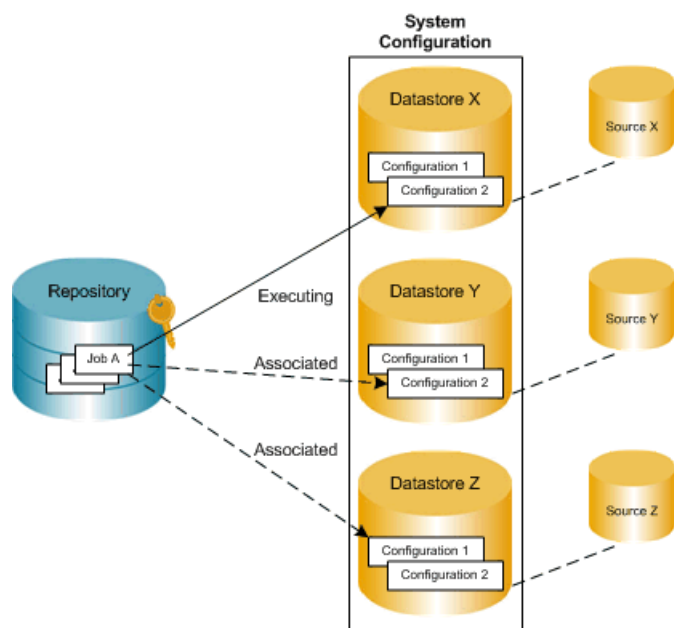 System
Configuration
Datastore X
Configuration 1
Configuration 2
Source X
Repository
Job A
Executing
Associated
Associated
Datastore Y
Configuration 1
Configuration 2
Source Y
Datastore Z
Configuration 1
Configuration 2
Source Z